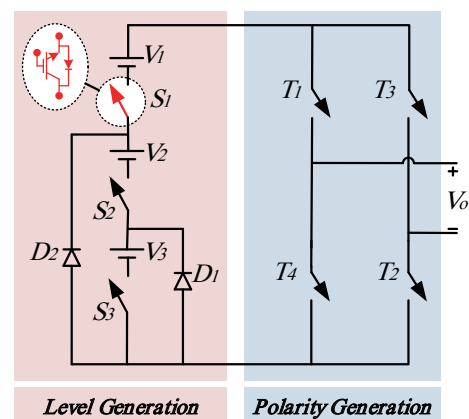 V1
S1
T1
T3
V2
+
Vo
=
S2
D2
V3
D1
T4
T2
S3
Level Generation
Polarity Generation